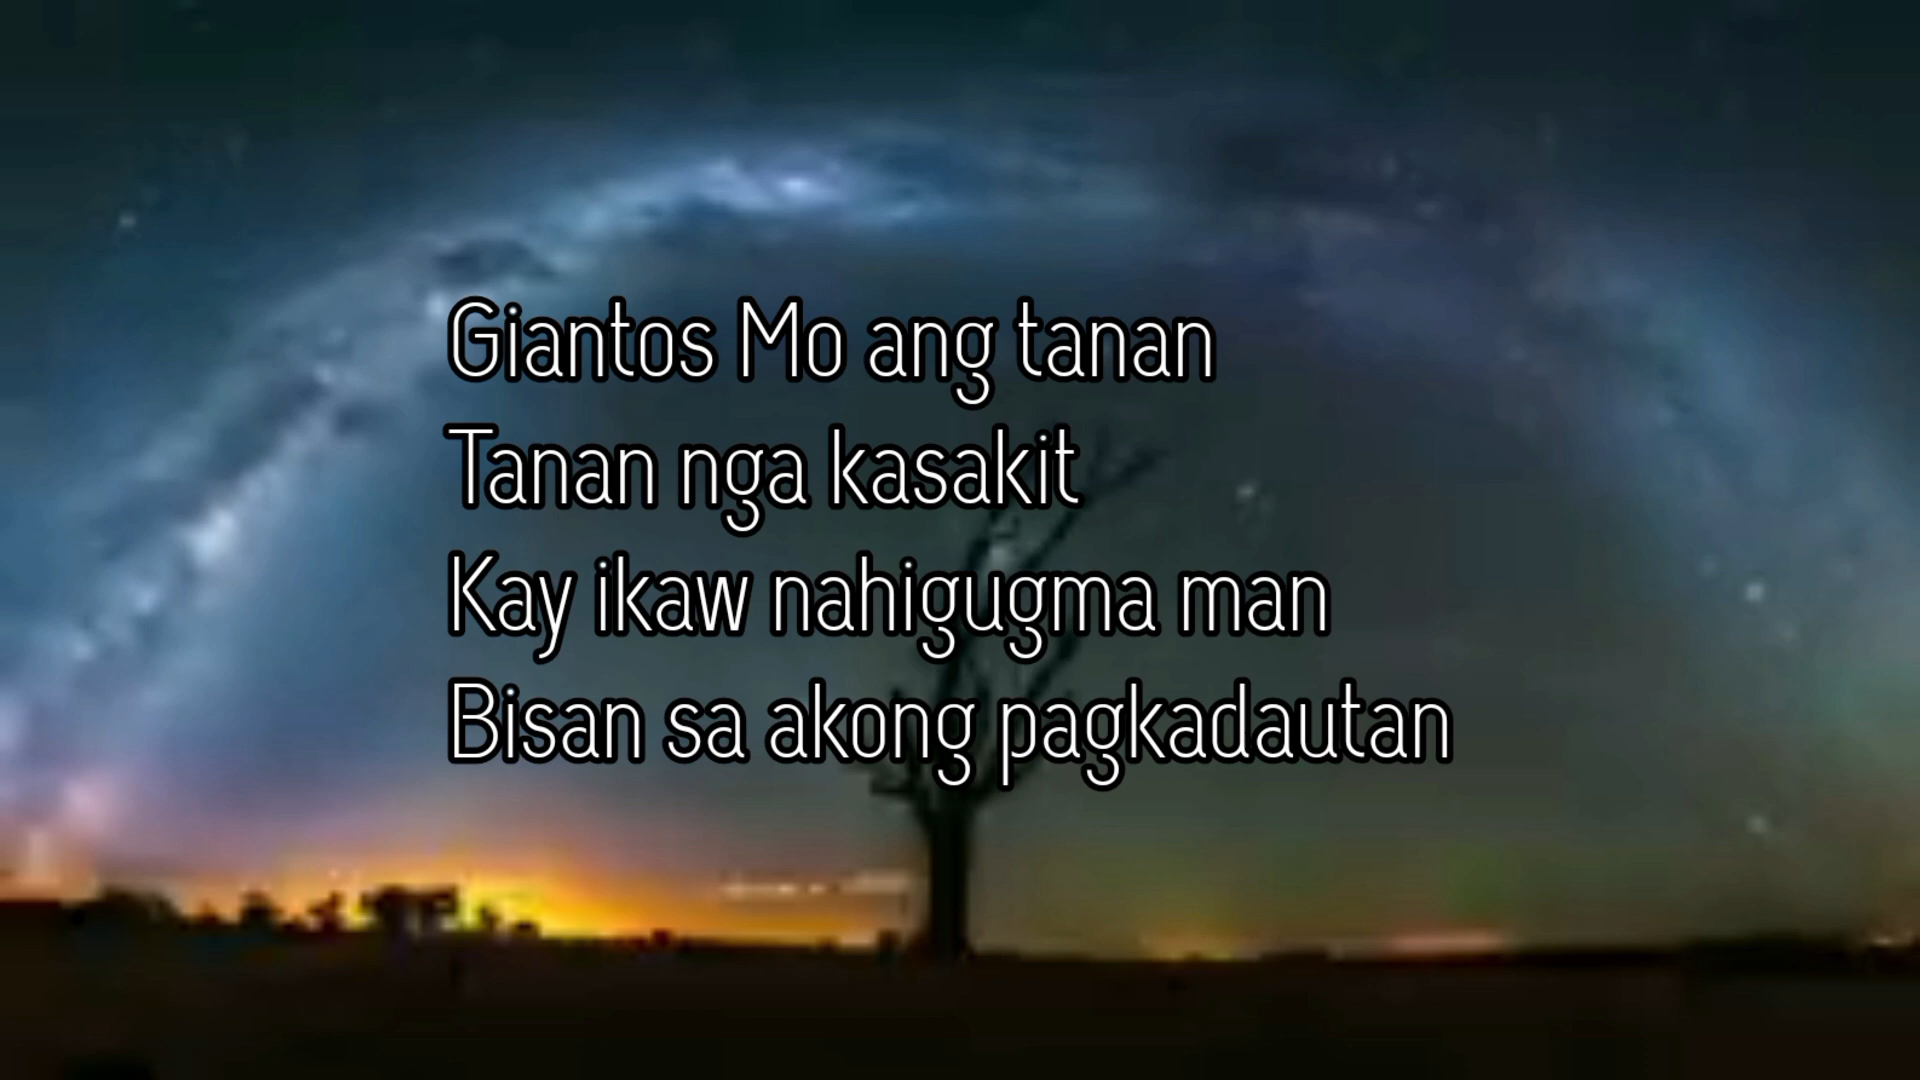 Giantos Mo ang tanan
Tanan nga kasakit
Kay ikaw nahigugma man
Bisan sa akong pagkadautan